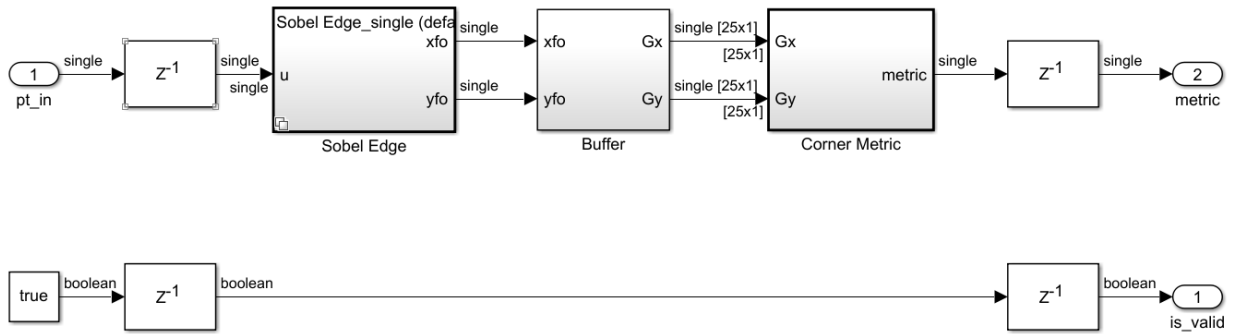 Sobel Edge_single (defa
single
single
xfo
single
xfo
Gx
single [25x1]
[25x1]
Gx
single
single
1
pt_in
Z-1
single
single
u
metric
Z-1
2
metric
yfo
single
yfo
Gy
single [25x1]
[25x1]
Gy
Sobel Edge
Buffer
Corner Metric
true
boolean
Z-1
boolean
Z-1
boolean
1
is_valid